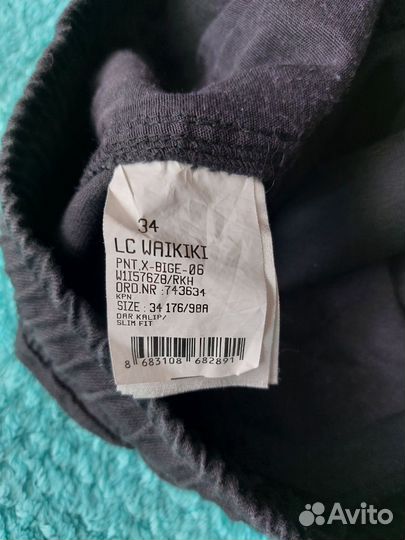 34
LC WAIKIKI
PNT.X-BIGE-06
W11576Z8/RKH
ORD.NR :743634
KPN
SIZE : 34 176/98A
DAR KALIP/
SLIM FIT
8 683108 682891
Avito